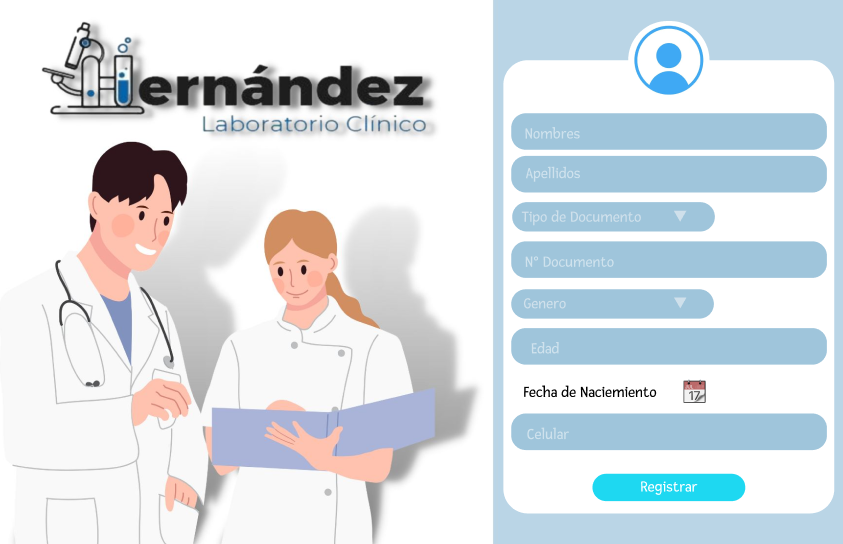 Hernández
Laboratorio Clínico
Nombres
Apellidos
Tipo de Documento
N° Documento
Genero
Edad
Fecha de Naciemiento
17
Celular
Registrar